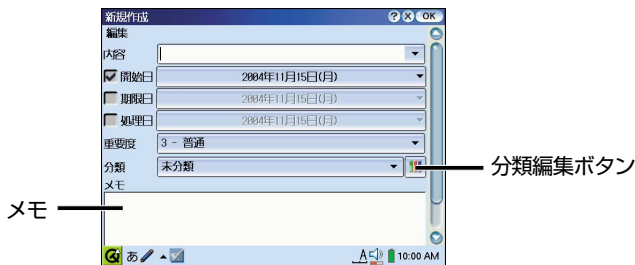 新規作成 ? X OK
編集
内容
開始日 2004年11月15日(月)
期限日 2004年11月15日(月)
処理日 2004年11月15日(月)
重要度 3 - 普通
分類 未分類
分類編集ボタン
メモ
メモ
あ A 10:00 AM